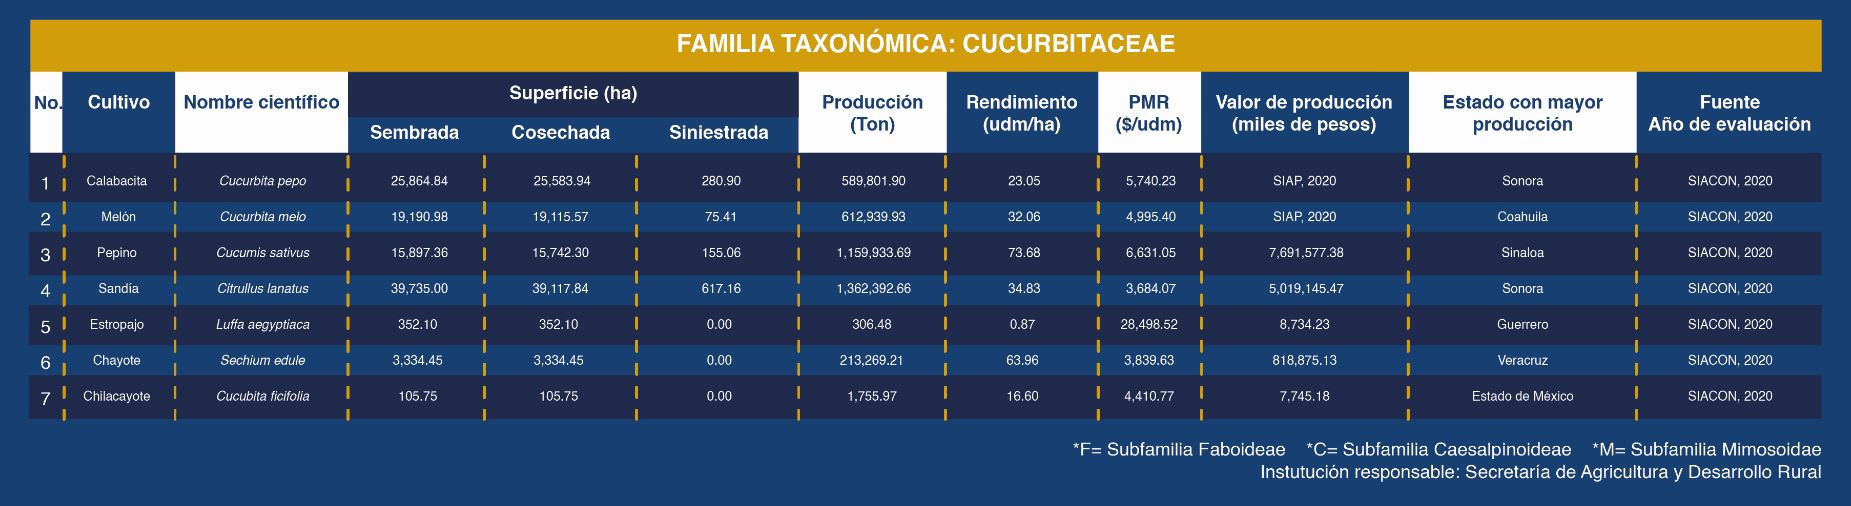 FAMILIA TAXONÓMICA: CUCURBITACEAE
No. Cultivo Nombre científico Superficie (ha) Producción (Ton) Rendimiento (udm/ha) PMR ($/udm) Valor de producción (miles de pesos) Estado con mayor producción Fuente Año de evaluación
Sembrada Cosechada Siniestrada
1 Calabacita Cucurbita pepo 25,864.84 25,583.94 280.90 589,801.90 23.05 5,740.23 SIAP, 2020 Sonora SIACON, 2020
2 Melón Cucurbita melo 19,190.98 19,115.57 75.41 612,939.93 32.06 4,995.40 SIAP, 2020 Coahuila SIACON, 2020
3 Pepino Cucumis sativus 15,897.36 15,742.30 155.06 1,159,933.69 73.68 6,631.05 7,691,577.38 Sinaloa SIACON, 2020
4 Sandía Citrullus lanatus 39,735.00 39,117.84 617.16 1,362,392.66 34.83 3,684.07 5,019,145.47 Sonora SIACON, 2020
5 Estropajo Luffa aegyptiaca 352.10 352.10 0.00 306.48 0.87 28,498.52 8,734.23 Guerrero SIACON, 2020
6 Chayote Sechium edule 3,334.45 3,334.45 0.00 213,269.21 63.96 3,839.63 818,875.13 Veracruz SIACON, 2020
7 Chilacayote Cucubita ficifolia 105.75 105.75 0.00 1,755.97 16.60 4,410.77 7,745.18 Estado de México SIACON, 2020
*F= Subfamilia Faboideae *C= Subfamilia Caesalpinoideae *M= Subfamilia Mimosoidae
Instutución responsable: Secretaría de Agricultura y Desarrollo Rural